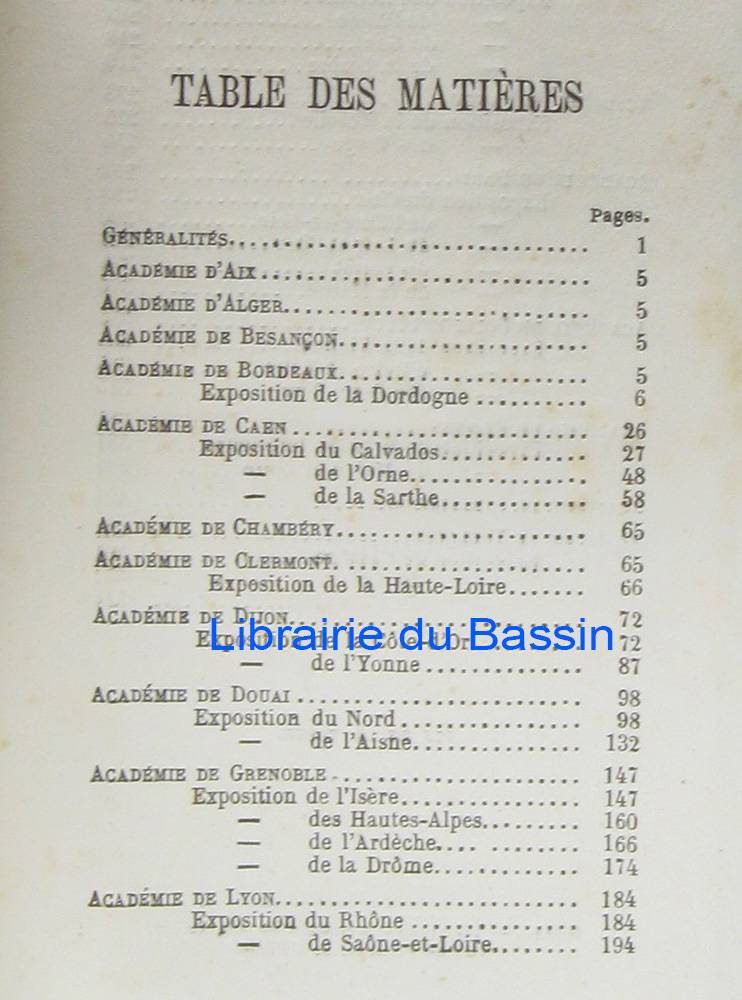 TABLE DES MATIÈRES
Pages.
GÉNÉRALITÉS 1
ACADÉMIE D'AIX 5
ACADÉMIE D'ALGER 5
ACADÉMIE DE BESANÇON 5
ACADÉMIE DE BORDEAUX 5
Exposition de la Dordogne 6
ACADÉMIE DE CAEN 26
Exposition du Calvados 27
— de l'Orne 48
— de la Sarthe 58
ACADÉMIE DE CHAMBÉRY 65
ACADÉMIE DE CLERMONT 65
Exposition de la Haute-Loire 66
ACADÉMIE DE DIJON 72
Librairie du Bassin
Exposition de la Côte-d'Or 72
— de l'Yonne 87
ACADÉMIE DE DOUAI 98
Exposition du Nord 98
— de l'Aisne 132
ACADÉMIE DE GRENOBLE 147
Exposition de l'Isère 147
— des Hautes-Alpes 160
— de l'Ardèche 166
— de la Drôme 174
ACADÉMIE DE LYON 184
Exposition du Rhône 184
— de Saône-et-Loire 194